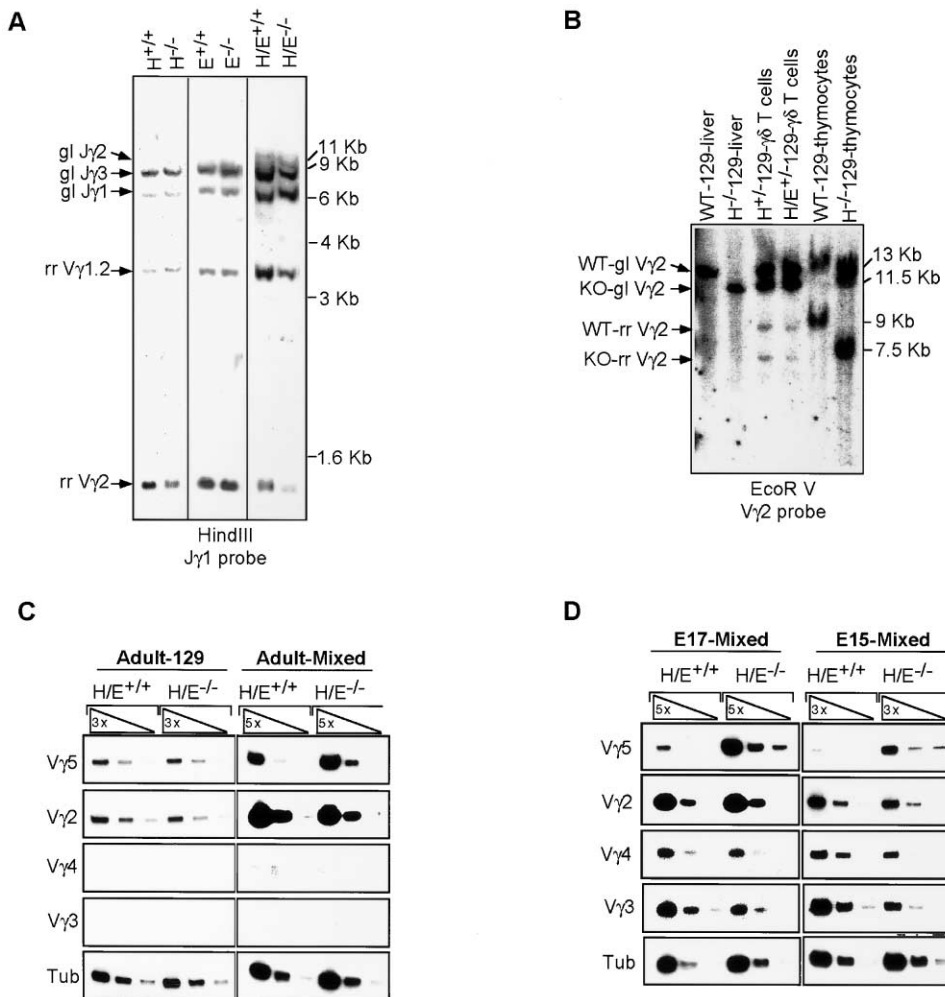 A
H+/+
H-/-
E+/+
E-/-
H/E+/+
H/E-/-
gl Jγ2
gl Jγ3
gl Jγ1
rr Vγ1.2
rr Vγ2
11 Kb
9 Kb
6 Kb
4 Kb
3 Kb
1.6 Kb
HindIII
Jγ1 probe
B
WT-129-liver
H-/-129-liver
H+/-129-γδ T cells
H/E+/-129-γδ T cells
WT-129-thymocytes
H-/-129-thymocytes
WT-gl Vγ2
KO-gl Vγ2
WT-rr Vγ2
KO-rr Vγ2
13 Kb
11.5 Kb
9 Kb
7.5 Kb
EcoR V
Vγ2 probe
C
Adult-129 Adult-Mixed
H/E+/+ H/E-/- H/E+/+ H/E-/-
3x 3x 5x 5x
Vγ5
Vγ2
Vγ4
Vγ3
Tub
D
E17-Mixed E15-Mixed
H/E+/+ H/E-/- H/E+/+ H/E-/-
5x 5x 3x 3x
Vγ5
Vγ2
Vγ4
Vγ3
Tub